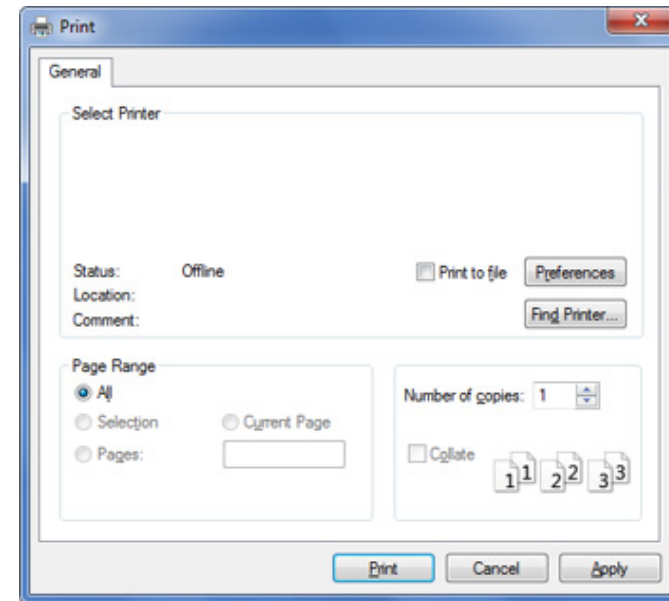 Print
General
Select Printer
Status: Offline
Print to file Preferences
Location:
Comment:
Find Printer...
Page Range
All
Selection Current Page
Pages:
Number of copies: 1
Collate
1 1 2 2 3 3
Print Cancel Apply